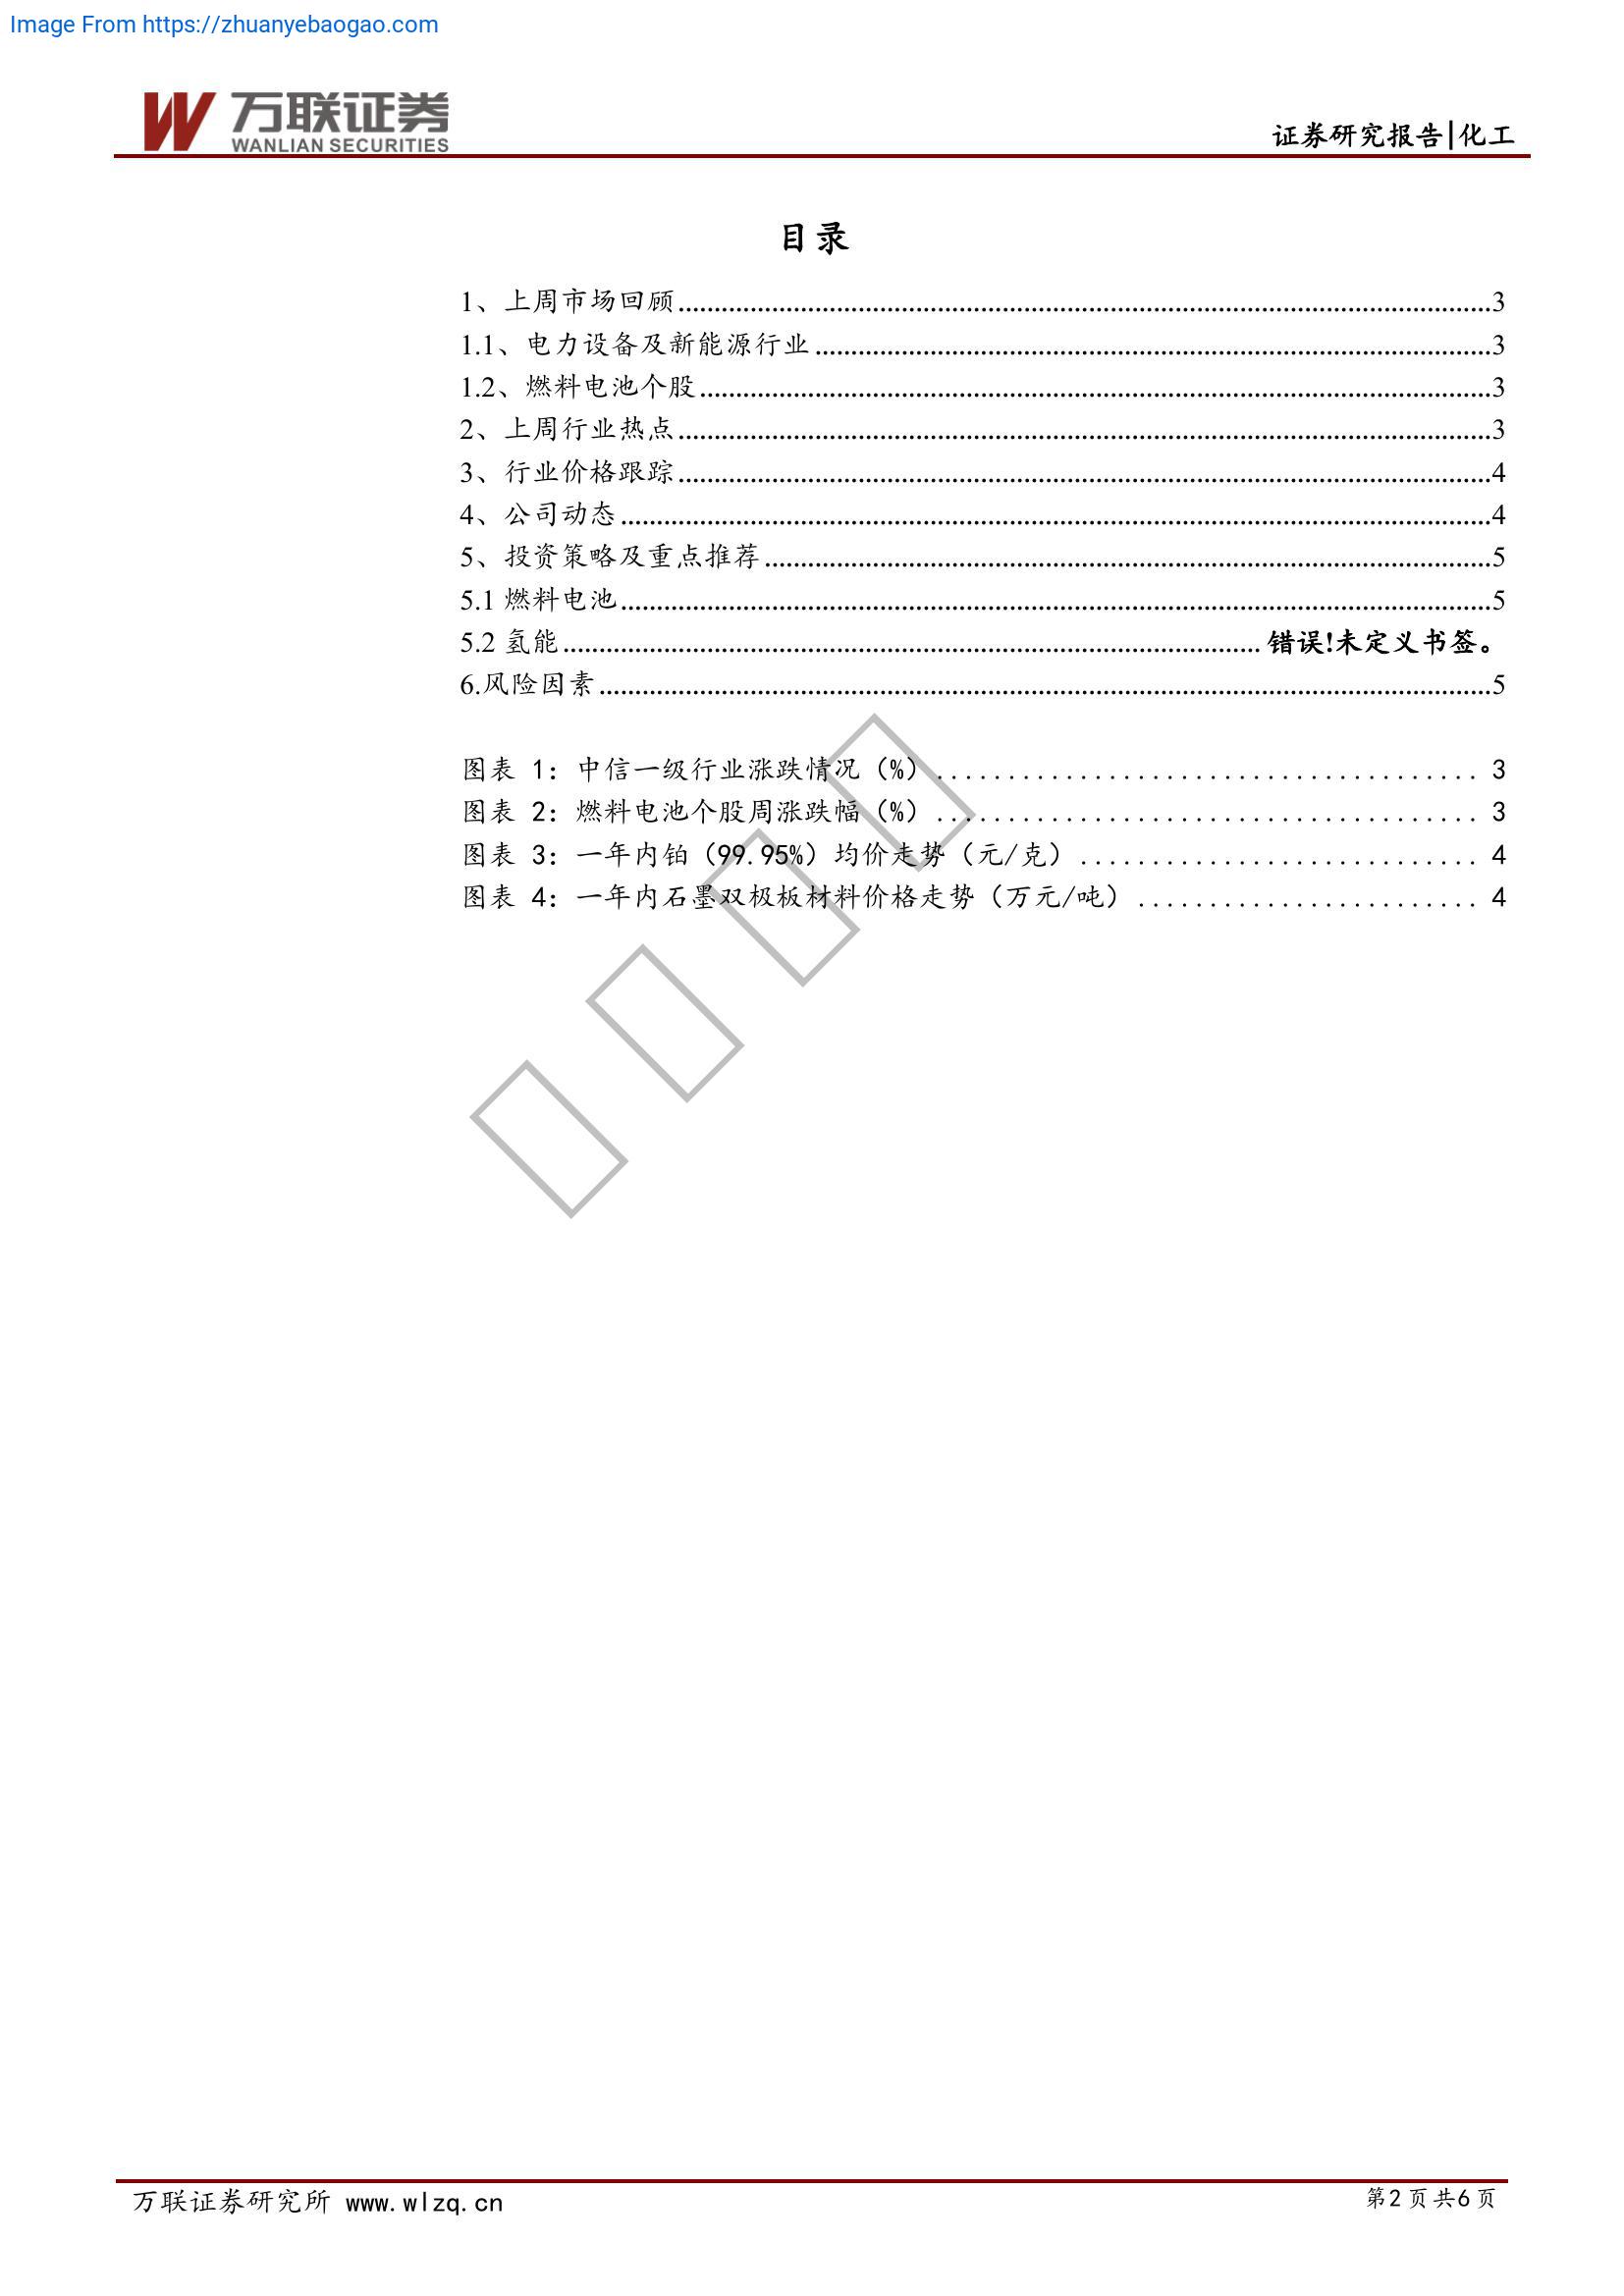 Image From https://zhuanyebaogao.com
万联证券
WANLIAN SECURITIES
证券研究报告|化工
目录
1、上周市场回顾........................................3
1.1、电力设备及新能源行业........................................3
1.2、燃料电池个股........................................3
2、上周行业热点........................................3
3、行业价格跟踪........................................4
4、公司动态........................................4
5、投资策略及重点推荐........................................5
5.1 燃料电池........................................5
5.2 氢能........................................错误!未定义书签。
6.风险因素........................................5
图表 1：中信一级行业涨跌情况（%）........................................ 3
图表 2：燃料电池个股周涨跌幅（%）........................................ 3
图表 3：一年内铂（99.95%）均价走势（元/克）........................................ 4
图表 4：一年内石墨双极板材料价格走势（万元/吨）........................................ 4
万联证券研究所 www.wlzq.cn
第2页共6页